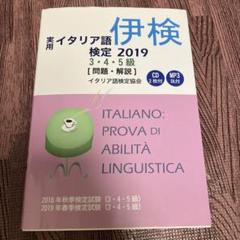 実用
イタリア語
伊検
検定 2019
3・4・5級
[問題・解説]
イタリア語検定協会
CD
2枚付
MP3
DL付
ITALIANO:
PROVA DI
ABILITÀ
LINGUISTICA
2018年秋季検定試験(3・4・5級)
2019年春季検定試験(3・4・5級)